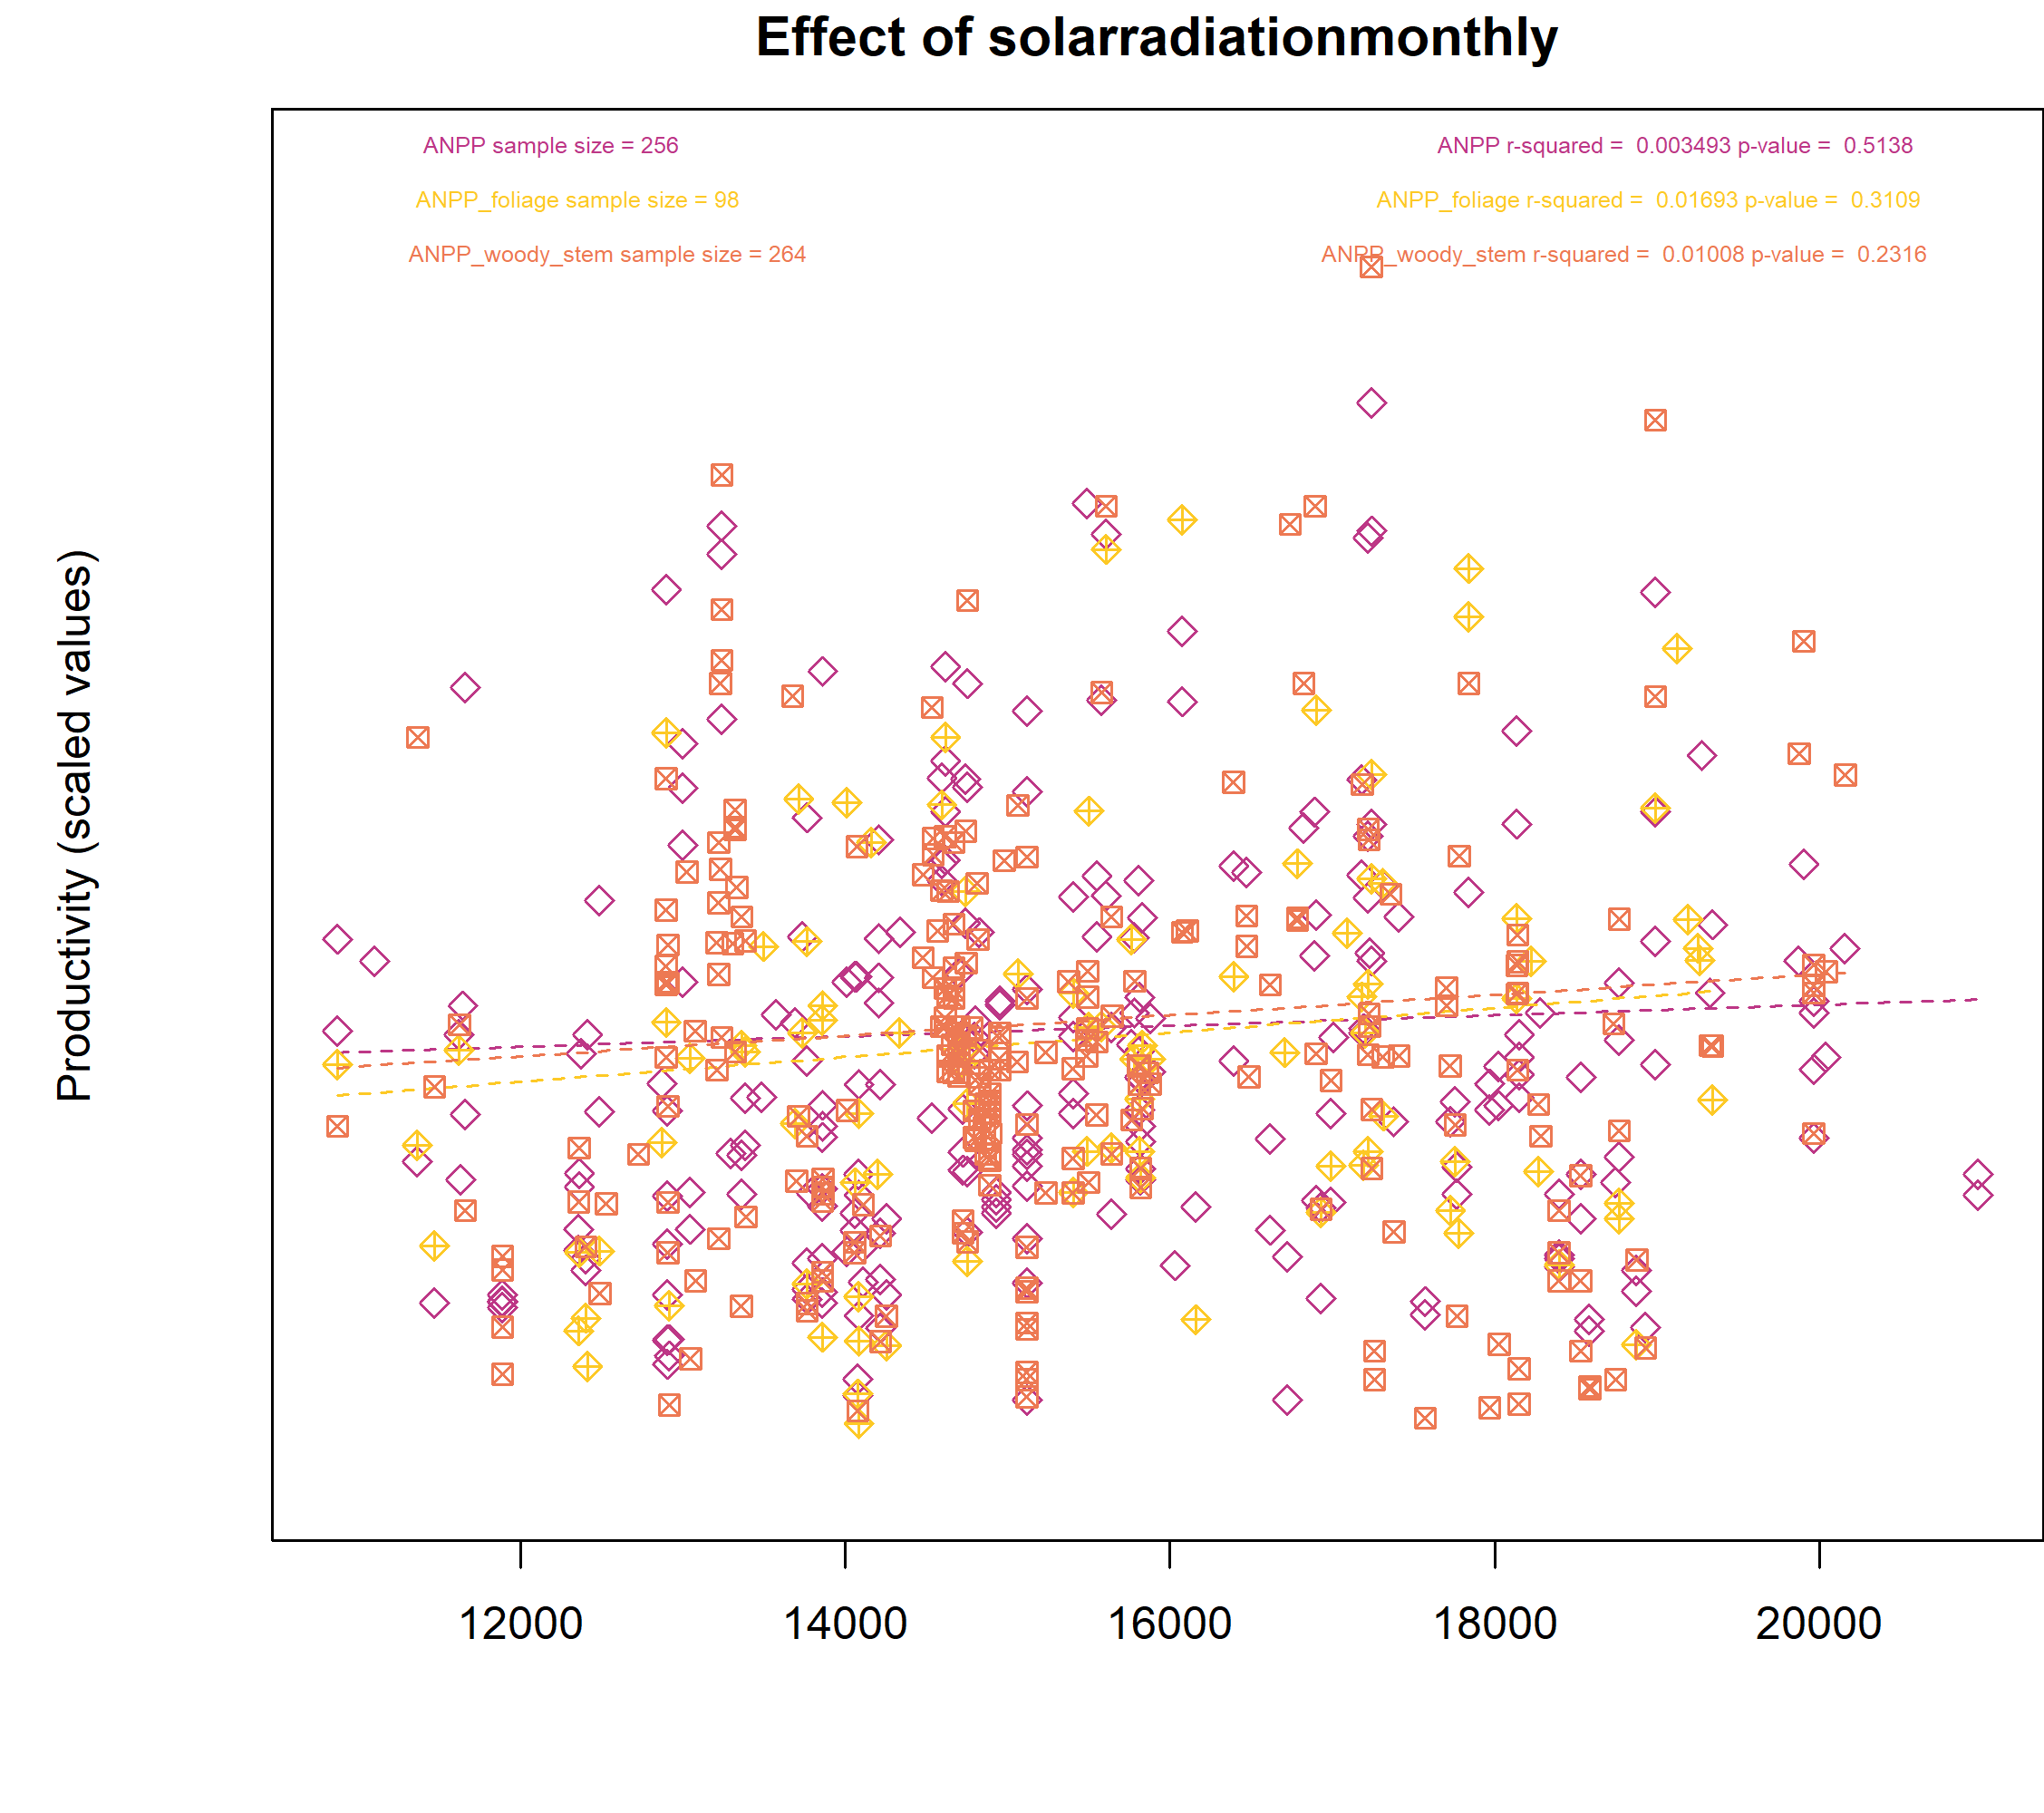 Effect of solarradiationmonthly
ANPP sample size = 256
ANPP r-squared = 0.003493 p-value = 0.5138
ANPP_foliage sample size = 98
ANPP_foliage r-squared = 0.01693 p-value = 0.3109
ANPP_woody_stem sample size = 264
ANPP_woody_stem r-squared = 0.01008 p-value = 0.2316
Productivity (scaled values)
12000 14000 16000 18000 20000